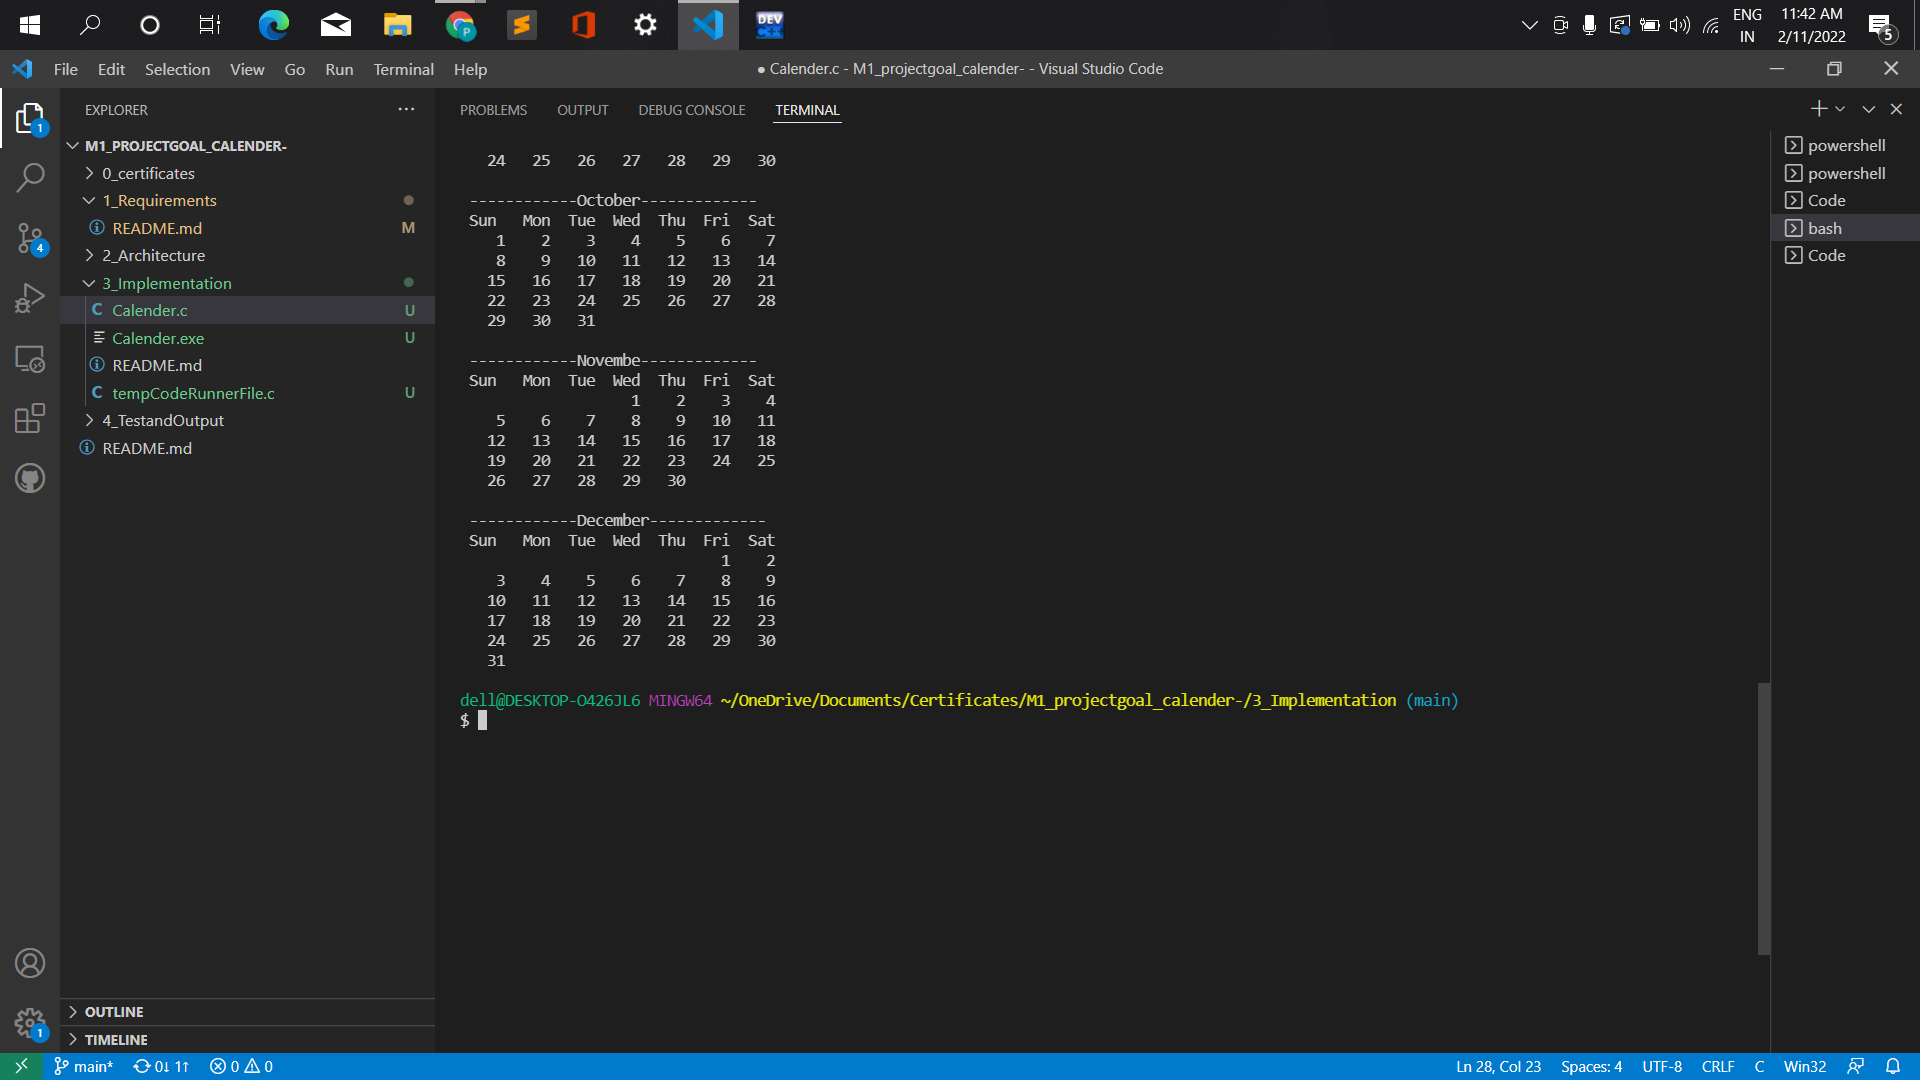 DEV C++
ENG
IN
11:42 AM
2/11/2022
5
File Edit Selection View Go Run Terminal Help
● Calender.c - M1_projectgoal_calender- - Visual Studio Code
1
4
1
EXPLORER
M1_PROJECTGOAL_CALENDER-
0_certificates
1_Requirements
README.md M
2_Architecture
3_Implementation
C Calender.c U
Calender.exe U
README.md
C tempCodeRunnerFile.c U
4_TestandOutput
README.md
OUTLINE
TIMELINE
PROBLEMS OUTPUT DEBUG CONSOLE TERMINAL
24 25 26 27 28 29 30
------------October-------------
Sun Mon Tue Wed Thu Fri Sat
1 2 3 4 5 6 7
8 9 10 11 12 13 14
15 16 17 18 19 20 21
22 23 24 25 26 27 28
29 30 31
------------Novembe-------------
Sun Mon Tue Wed Thu Fri Sat
1 2 3 4
5 6 7 8 9 10 11
12 13 14 15 16 17 18
19 20 21 22 23 24 25
26 27 28 29 30
------------December-------------
Sun Mon Tue Wed Thu Fri Sat
1 2
3 4 5 6 7 8 9
10 11 12 13 14 15 16
17 18 19 20 21 22 23
24 25 26 27 28 29 30
31
dell@DESKTOP-O426JL6 MINGW64 ~/OneDrive/Documents/Certificates/M1_projectgoal_calender-/3_Implementation (main)
$
powershell
powershell
Code
bash
Code
main* 0↓ 1↑ 0 0
Ln 28, Col 23 Spaces: 4 UTF-8 CRLF C Win32